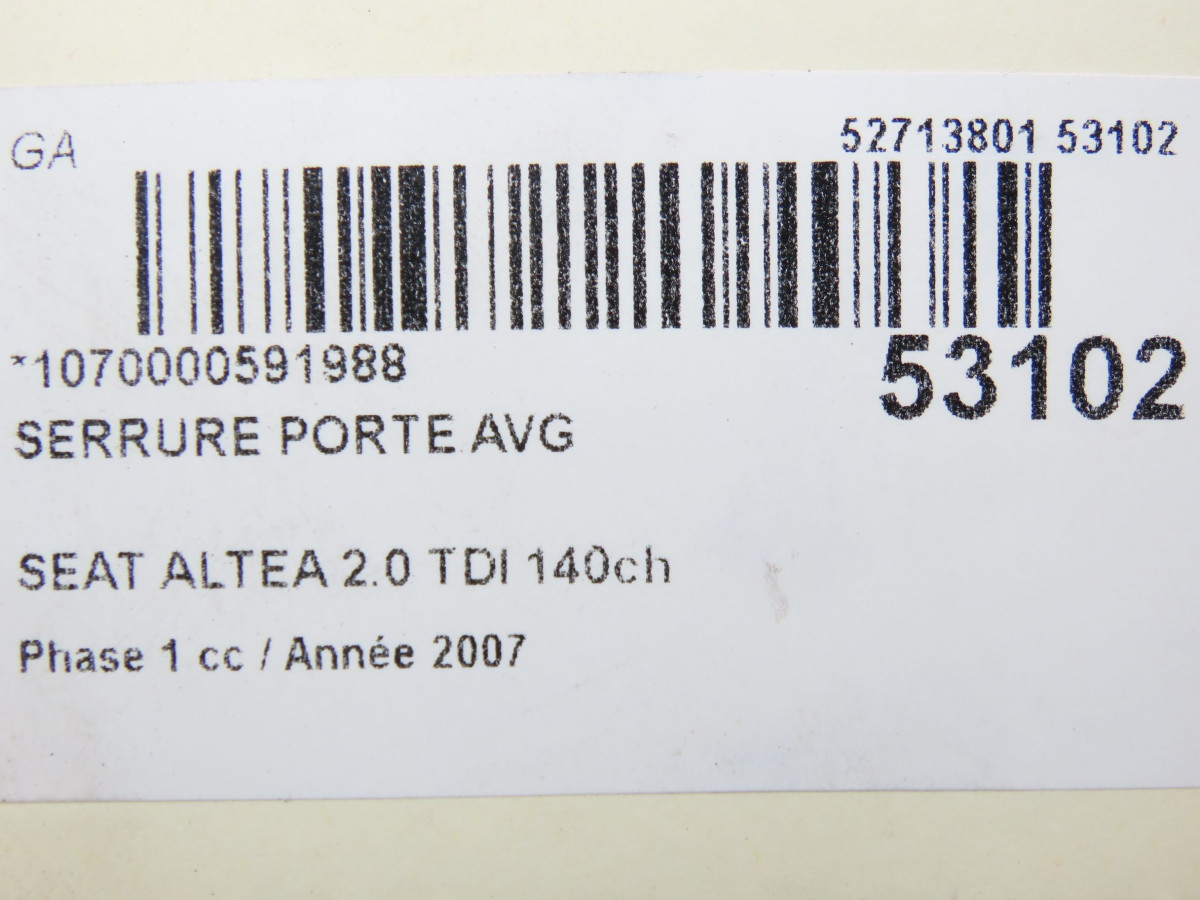 GA
52713801 53102
*1070000591988
53102
SERRURE PORTE AVG
SEAT ALTEA 2.0 TDI 140ch
Phase 1 cc / Année 2007